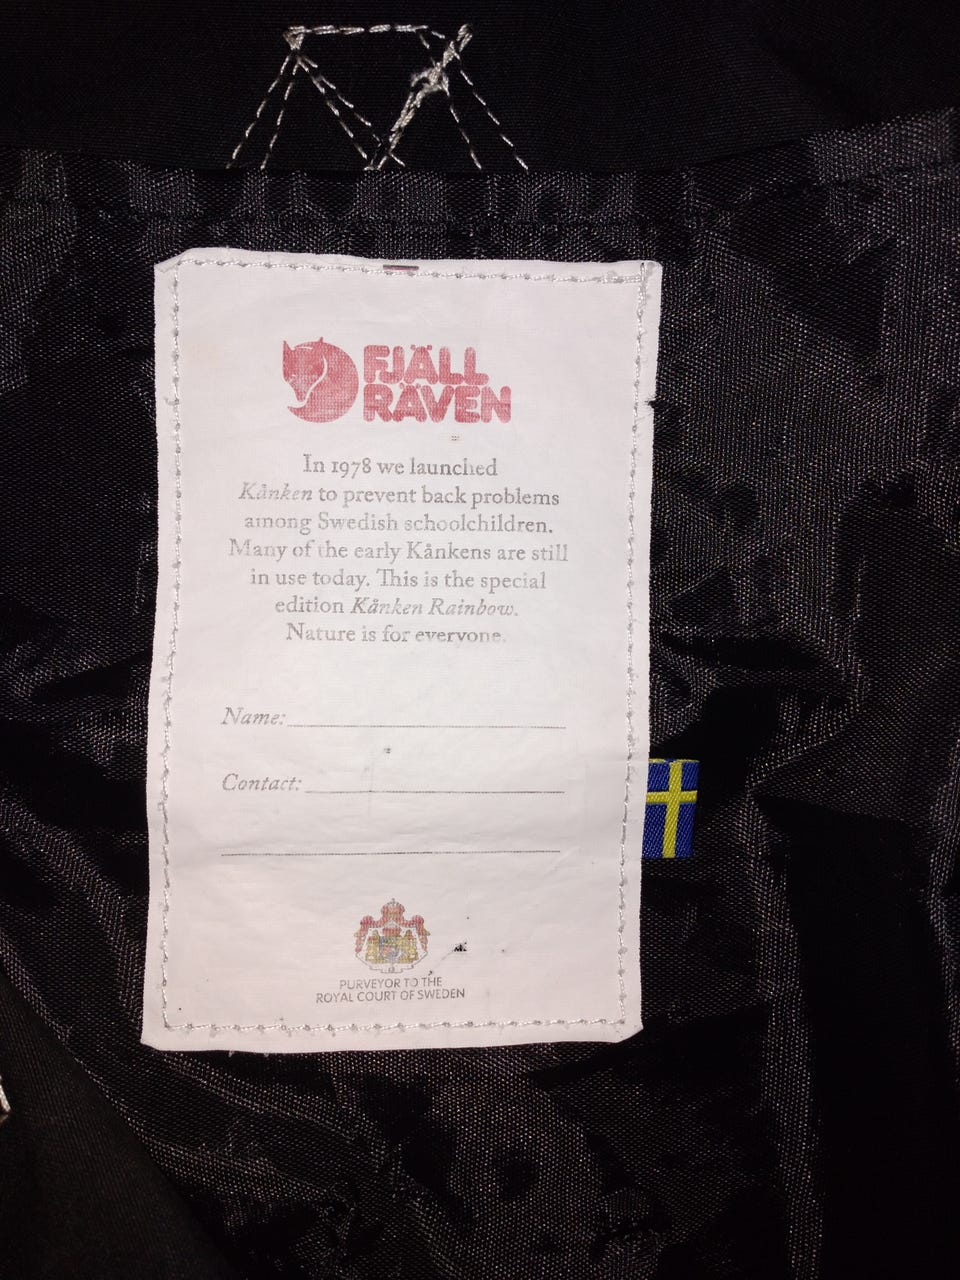 FJÄLL
RÄVEN
In 1978 we launched
Kånken to prevent back problems
among Swedish schoolchildren.
Many of the early Kånkens are still
in use today. This is the special
edition Kånken Rainbow.
Nature is for everyone.
Name:
Contact:
PURVEYOR TO THE
ROYAL COURT OF SWEDEN